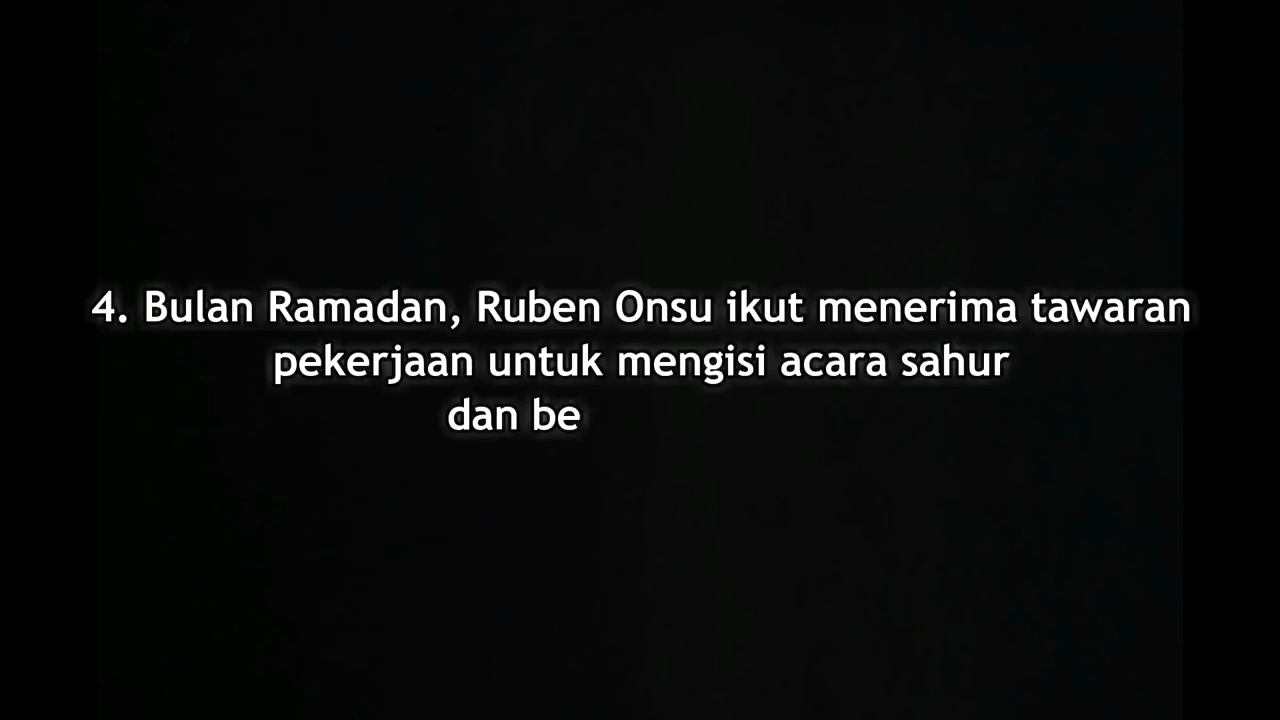 4. Bulan Ramadan, Ruben Onsu ikut menerima tawaran
pekerjaan untuk mengisi acara sahur
dan be